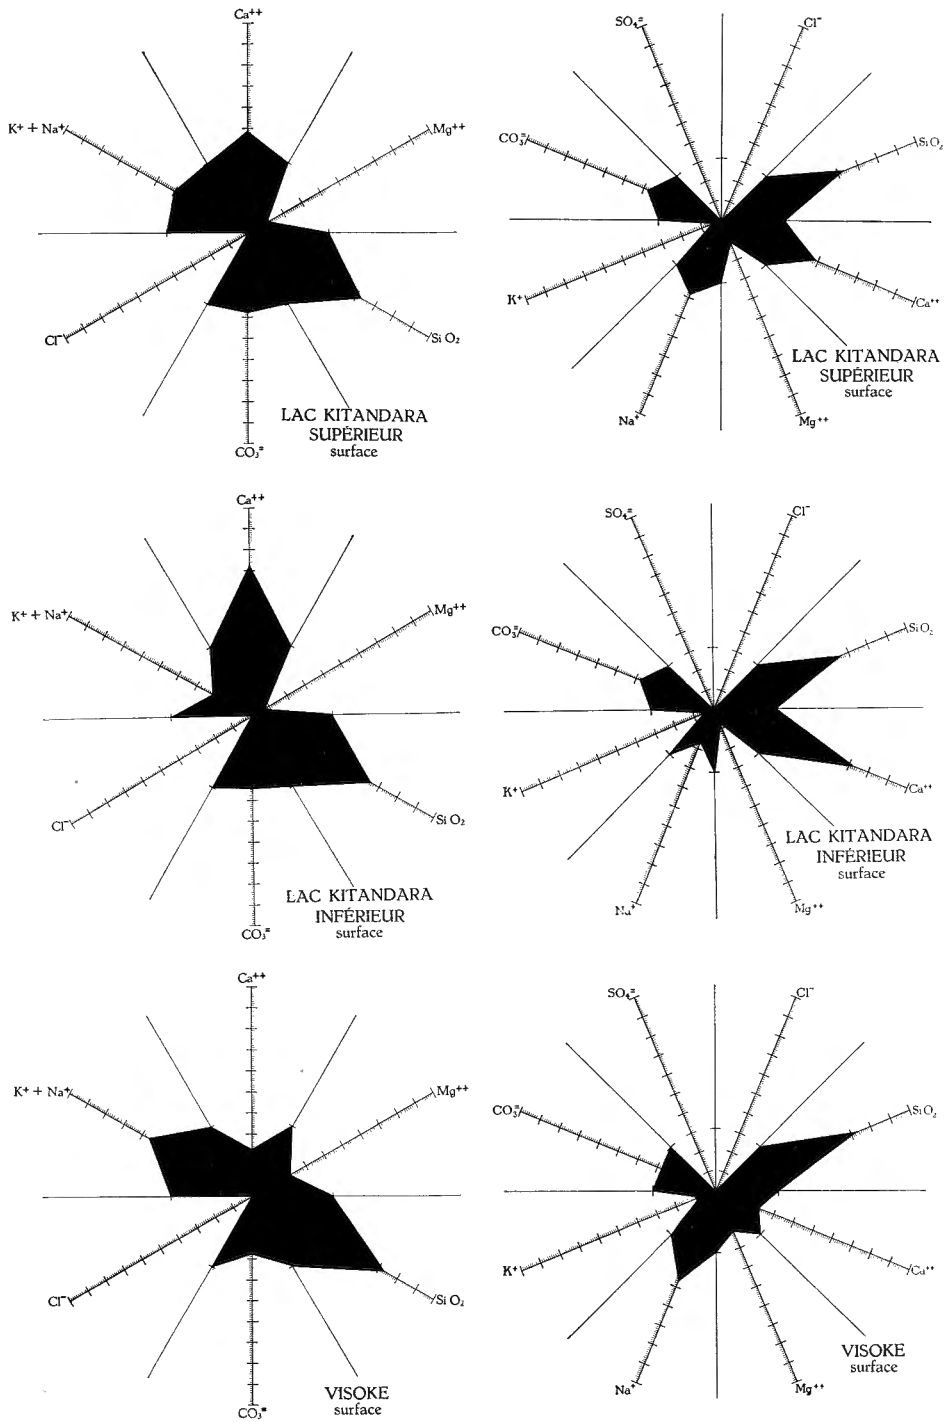 Ca++
K+ + Na+
Mg++
Cl-
Si O2
CO3=
LAC KITANDARA
SUPÉRIEUR
surface
SO4=
Cl-
CO3=
Si O2
K+
Ca++
Na+
Mg++
LAC KITANDARA
SUPÉRIEUR
surface
Ca++
K+ + Na+
Mg++
Cl-
Si O2
CO3=
LAC KITANDARA
INFÉRIEUR
surface
SO4=
Cl-
CO3=
Si O2
K+
Ca++
Na+
Mg++
LAC KITANDARA
INFÉRIEUR
surface
Ca++
K+ + Na+
Mg++
Cl-
Si O2
CO3=
VISOKE
surface
SO4=
Cl-
CO3=
Si O2
K+
Ca++
Na+
Mg++
VISOKE
surface